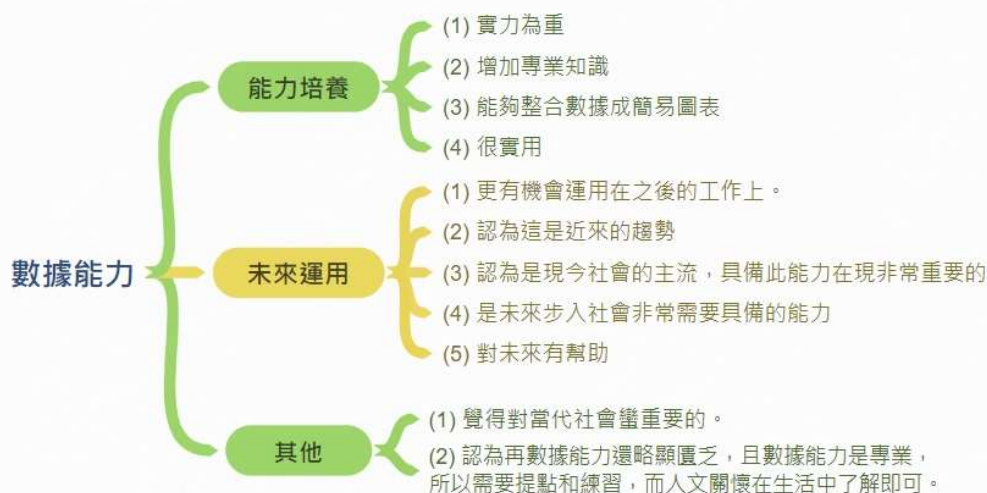 數據能力
能力培養
(1) 實力為重
(2) 增加專業知識
(3) 能夠整合數據成簡易圖表
(4) 很實用
未來運用
(1) 更有機會運用在之後的工作上。
(2) 認為這是近來的趨勢
(3) 認為是現今社會的主流，具備此能力在現非常重要的
(4) 是未來步入社會非常需要具備的能力
(5) 對未來有幫助
其他
(1) 覺得對當代社會蠻重要的。
(2) 認為再數據能力還略顯匱乏，且數據能力是專業，
所以需要提點和練習，而人文關懷在生活中了解即可。